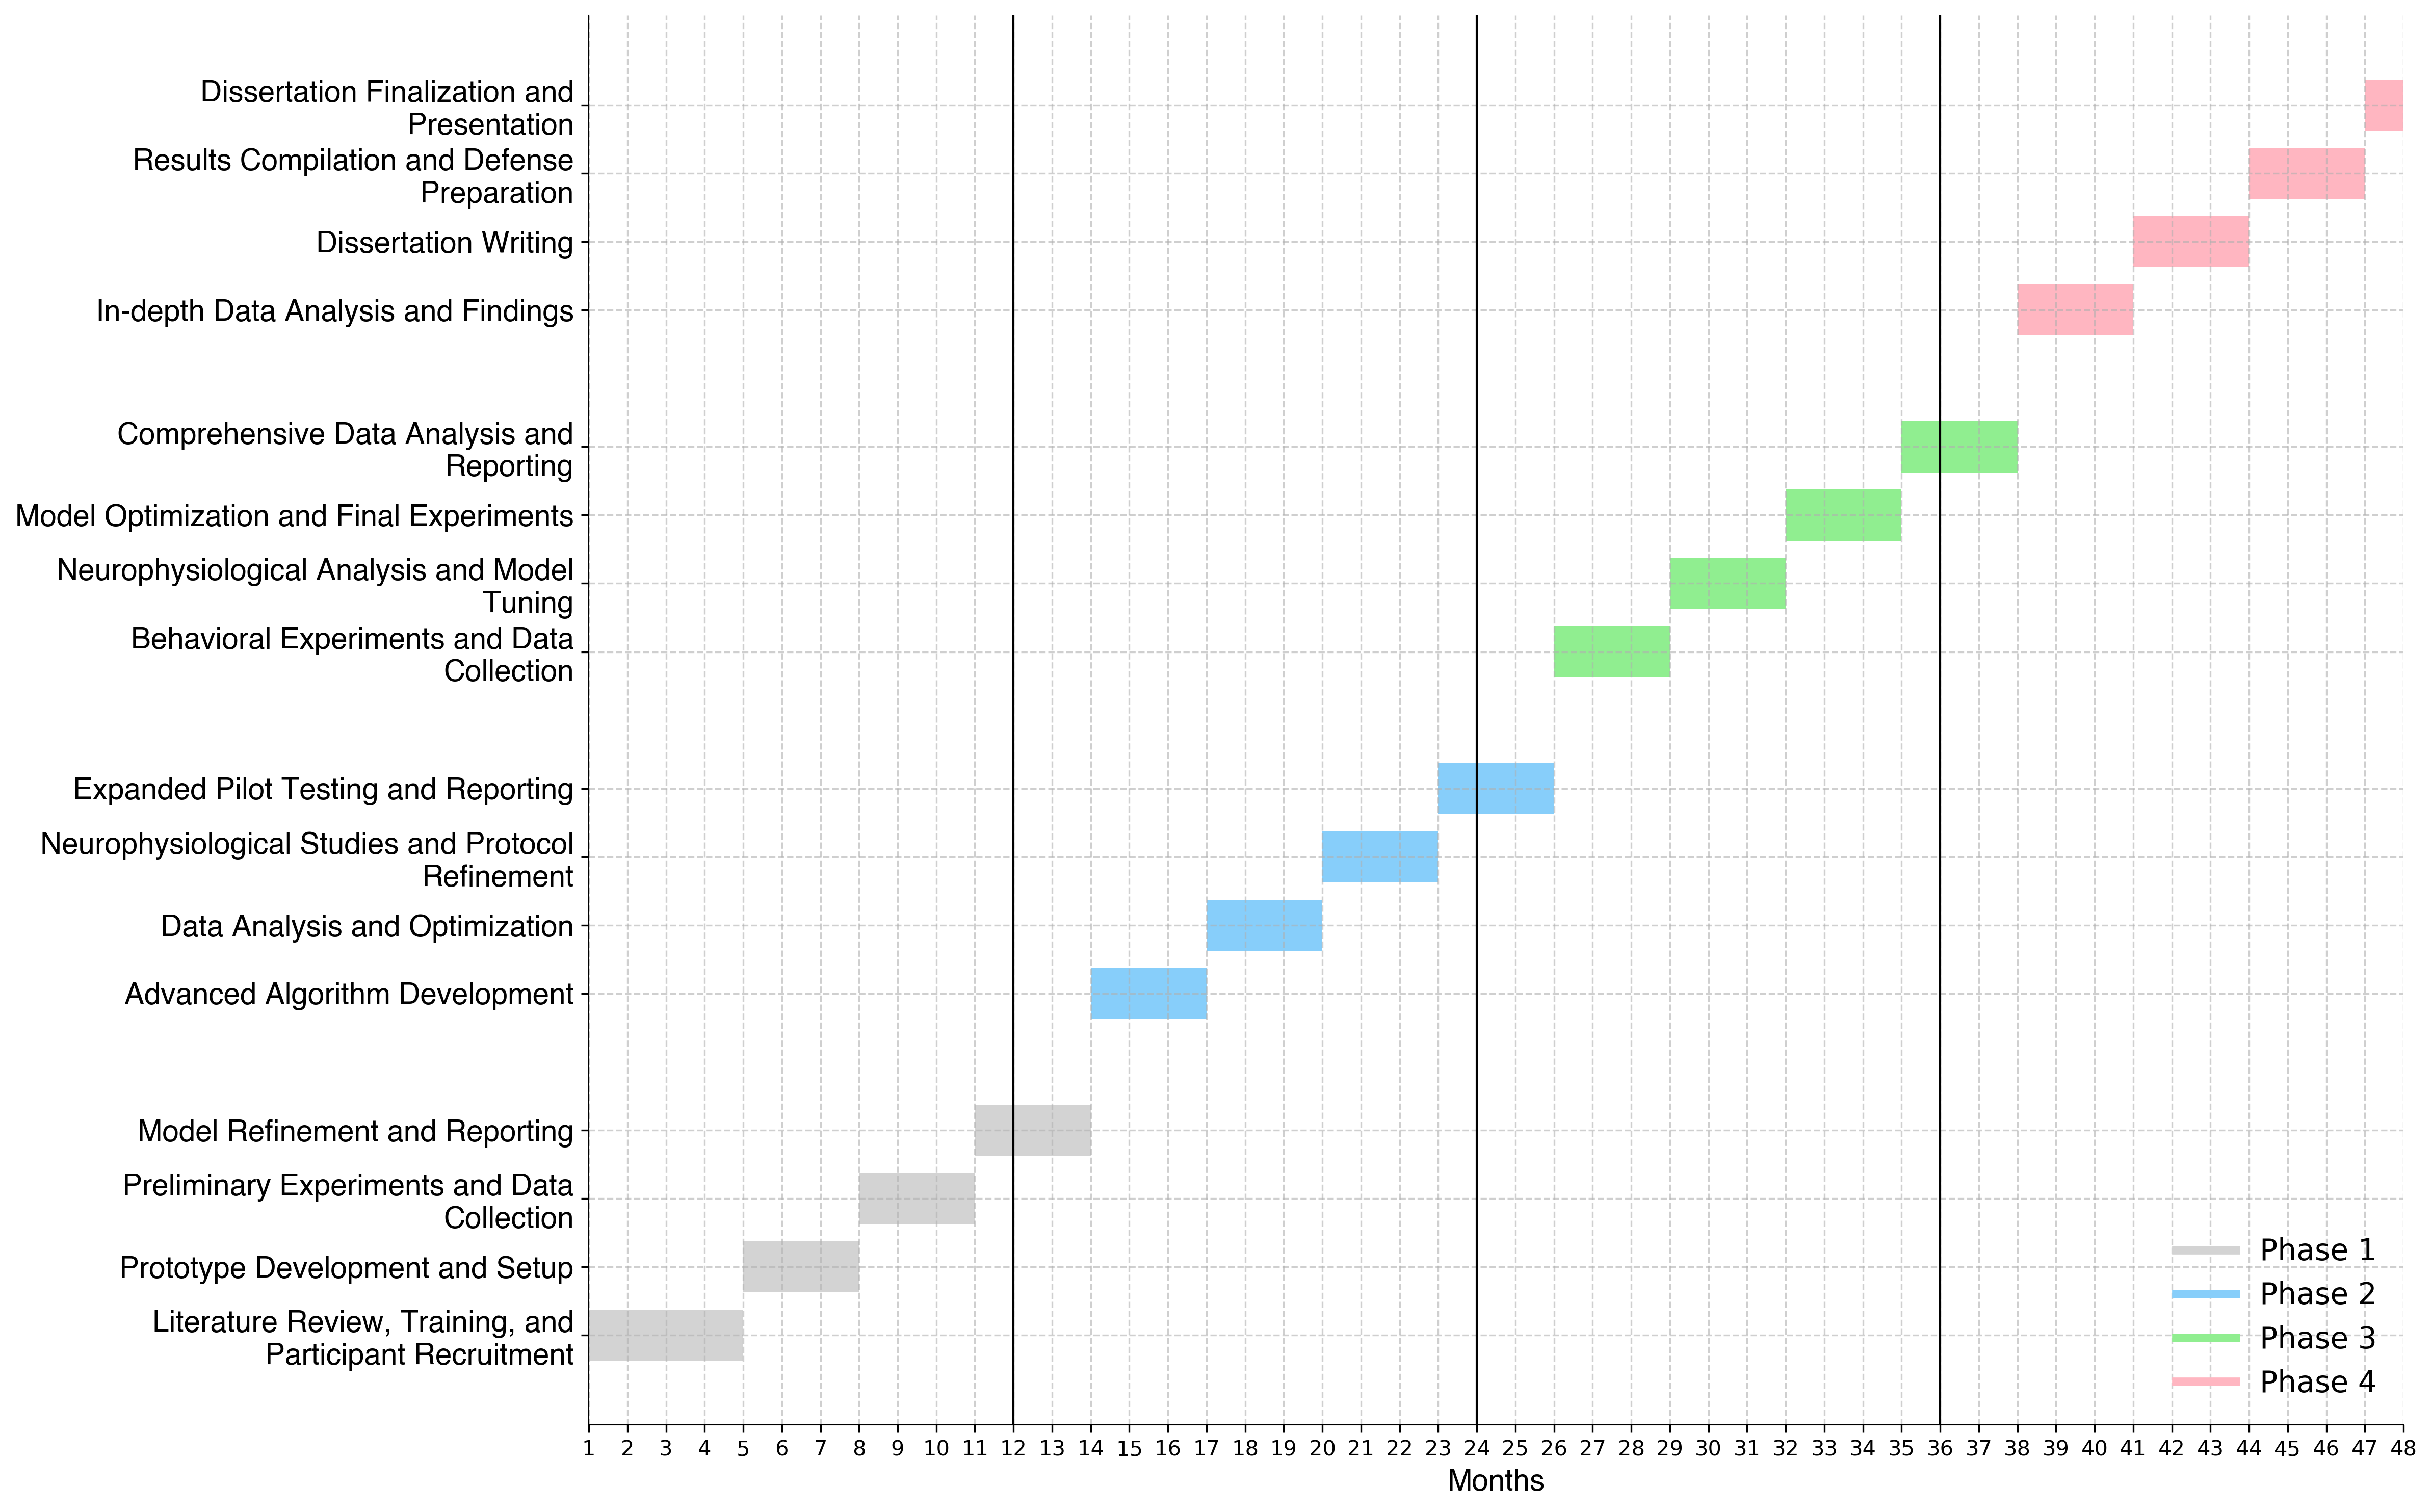 Dissertation Finalization and
Presentation
Results Compilation and Defense
Preparation
Dissertation Writing
In-depth Data Analysis and Findings
Comprehensive Data Analysis and
Reporting
Model Optimization and Final Experiments
Neurophysiological Analysis and Model
Tuning
Behavioral Experiments and Data
Collection
Expanded Pilot Testing and Reporting
Neurophysiological Studies and Protocol
Refinement
Data Analysis and Optimization
Advanced Algorithm Development
Model Refinement and Reporting
Preliminary Experiments and Data
Collection
Prototype Development and Setup
Literature Review, Training, and
Participant Recruitment
Phase 1
Phase 2
Phase 3
Phase 4
1 2 3 4 5 6 7 8 9 10 11 12 13 14 15 16 17 18 19 20 21 22 23 24 25 26 27 28 29 30 31 32 33 34 35 36 37 38 39 40 41 42 43 44 45 46 47 48
Months